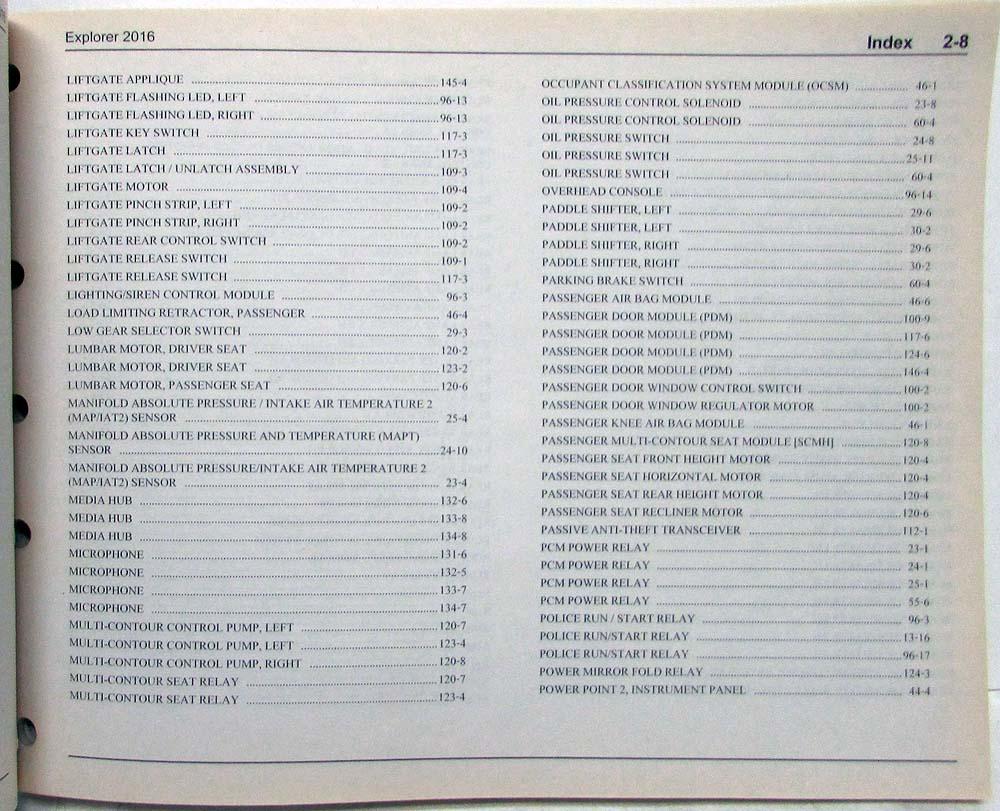 Explorer 2016
Index 2-8
LIFTGATE APPLIQUE 145-4
LIFTGATE FLASHING LED, LEFT 96-13
LIFTGATE FLASHING LED, RIGHT 96-13
LIFTGATE KEY SWITCH 117-3
LIFTGATE LATCH 117-3
LIFTGATE LATCH / UNLATCH ASSEMBLY 109-3
LIFTGATE MOTOR 109-4
LIFTGATE PINCH STRIP, LEFT 109-2
LIFTGATE PINCH STRIP, RIGHT 109-2
LIFTGATE REAR CONTROL SWITCH 109-2
LIFTGATE RELEASE SWITCH 109-1
LIFTGATE RELEASE SWITCH 117-3
LIGHTING/SIREN CONTROL MODULE 96-3
LOAD LIMITING RETRACTOR, PASSENGER 46-4
LOW GEAR SELECTOR SWITCH 29-3
LUMBAR MOTOR, DRIVER SEAT 120-2
LUMBAR MOTOR, DRIVER SEAT 123-2
LUMBAR MOTOR, PASSENGER SEAT 120-6
MANIFOLD ABSOLUTE PRESSURE / INTAKE AIR TEMPERATURE 2
(MAP/IAT2) SENSOR 25-4
MANIFOLD ABSOLUTE PRESSURE AND TEMPERATURE (MAPT)
SENSOR 24-10
MANIFOLD ABSOLUTE PRESSURE/INTAKE AIR TEMPERATURE 2
(MAP/IAT2) SENSOR 23-4
MEDIA HUB 132-6
MEDIA HUB 133-8
MEDIA HUB 134-8
MICROPHONE 131-6
MICROPHONE 132-5
MICROPHONE 133-7
MICROPHONE 134-7
MULTI-CONTOUR CONTROL PUMP, LEFT 120-7
MULTI-CONTOUR CONTROL PUMP, LEFT 123-4
MULTI-CONTOUR CONTROL PUMP, RIGHT 120-8
MULTI-CONTOUR SEAT RELAY 120-7
MULTI-CONTOUR SEAT RELAY 123-4
OCCUPANT CLASSIFICATION SYSTEM MODULE (OCSM) 46-1
OIL PRESSURE CONTROL SOLENOID 23-8
OIL PRESSURE CONTROL SOLENOID 60-4
OIL PRESSURE SWITCH 24-8
OIL PRESSURE SWITCH 25-11
OIL PRESSURE SWITCH 60-4
OVERHEAD CONSOLE 96-14
PADDLE SHIFTER, LEFT 29-6
PADDLE SHIFTER, LEFT 30-2
PADDLE SHIFTER, RIGHT 29-6
PADDLE SHIFTER, RIGHT 30-2
PARKING BRAKE SWITCH 60-4
PASSENGER AIR BAG MODULE 46-6
PASSENGER DOOR MODULE (PDM) 100-9
PASSENGER DOOR MODULE (PDM) 117-6
PASSENGER DOOR MODULE (PDM) 124-6
PASSENGER DOOR MODULE (PDM) 146-4
PASSENGER DOOR WINDOW CONTROL SWITCH 100-2
PASSENGER DOOR WINDOW REGULATOR MOTOR 100-2
PASSENGER KNEE AIR BAG MODULE 46-1
PASSENGER MULTI-CONTOUR SEAT MODULE [SCMH] 120-8
PASSENGER SEAT FRONT HEIGHT MOTOR 120-4
PASSENGER SEAT HORIZONTAL MOTOR 120-4
PASSENGER SEAT REAR HEIGHT MOTOR 120-4
PASSENGER SEAT RECLINER MOTOR 120-6
PASSIVE ANTI-THEFT TRANSCEIVER 112-1
PCM POWER RELAY 23-1
PCM POWER RELAY 24-1
PCM POWER RELAY 25-1
PCM POWER RELAY 55-6
POLICE RUN / START RELAY 96-3
POLICE RUN/START RELAY 13-16
POLICE RUN/START RELAY 96-17
POWER MIRROR FOLD RELAY 124-3
POWER POINT 2, INSTRUMENT PANEL 44-4